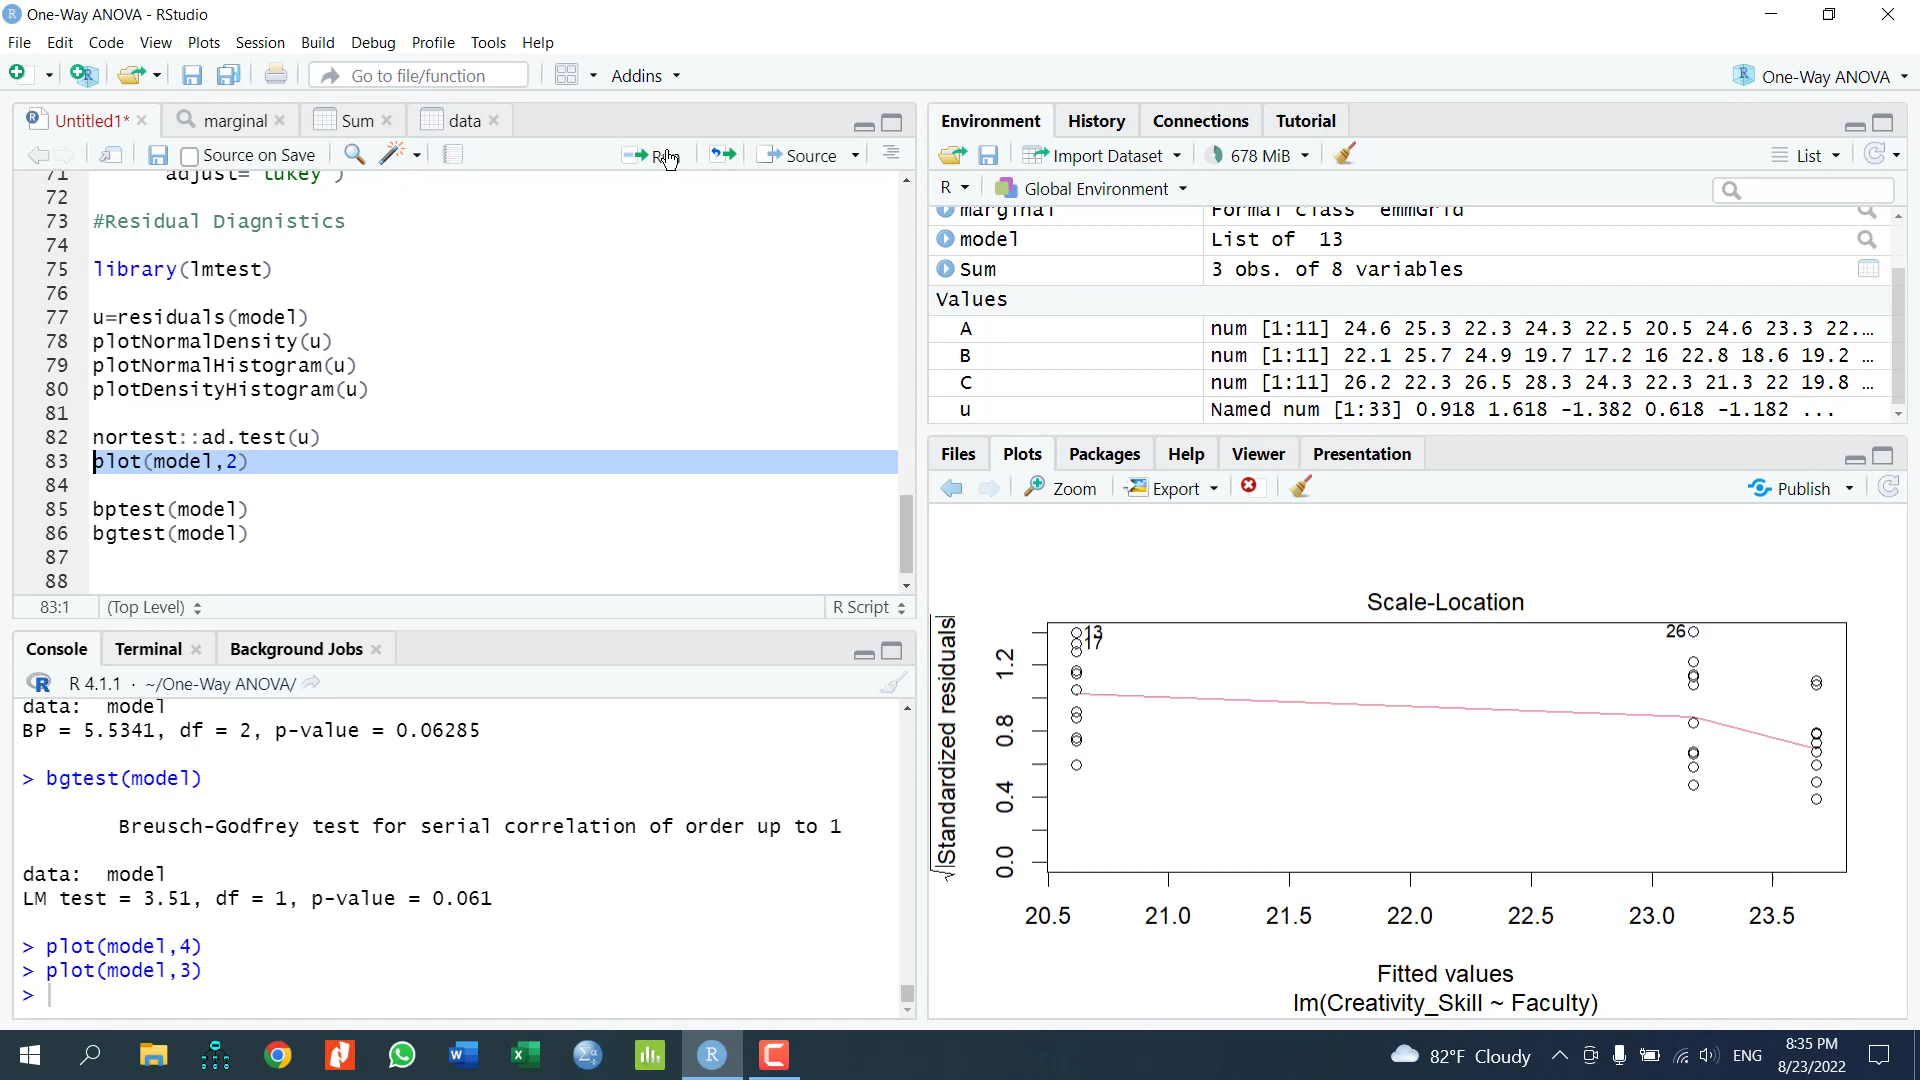 One-Way ANOVA - RStudio
File Edit Code View Plots Session Build Debug Profile Tools Help
Go to file/function Addins One-Way ANOVA
Untitled1* marginal Sum data
Source on Save Run Source
71 adjust="tukey")
72
73 #Residual Diagnistics
74
75 library(lmtest)
76
77 u=residuals(model)
78 plotNormalDensity(u)
79 plotNormalHistogram(u)
80 plotDensityHistogram(u)
81
82 nortest::ad.test(u)
83 plot(model,2)
84
85 bptest(model)
86 bgtest(model)
87
88
83:1 (Top Level) R Script
Console Terminal Background Jobs
R 4.1.1 · ~/One-Way ANOVA/
data: model
BP = 5.5341, df = 2, p-value = 0.06285
> bgtest(model)
Breusch-Godfrey test for serial correlation of order up to 1
data: model
LM test = 3.51, df = 1, p-value = 0.061
> plot(model,4)
> plot(model,3)
>
Environment History Connections Tutorial
Import Dataset 678 MiB List
R Global Environment
marginal Formal class emmGrid
model List of 13
Sum 3 obs. of 8 variables
Values
A num [1:11] 24.6 25.3 22.3 24.3 22.5 20.5 24.6 23.3 22.…
B num [1:11] 22.1 25.7 24.9 19.7 17.2 16 22.8 18.6 19.2 …
C num [1:11] 26.2 22.3 26.5 28.3 24.3 22.3 21.3 22 19.8 …
u Named num [1:33] 0.918 1.618 -1.382 0.618 -1.182 ...
Files Plots Packages Help Viewer Presentation
Zoom Export Publish
Scale-Location
√|Standardized residuals|
1.2
0.8
0.4
0.0
13
17
26
20.5 21.0 21.5 22.0 22.5 23.0 23.5
Fitted values
lm(Creativity_Skill ~ Faculty)
82°F Cloudy ENG
8:35 PM
8/23/2022